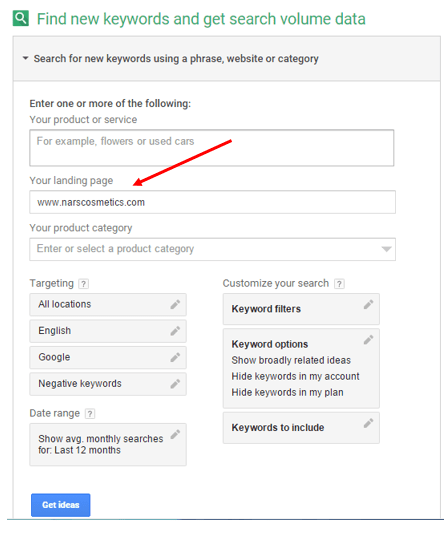 Find new keywords and get search volume data
Search for new keywords using a phrase, website or category
Enter one or more of the following:
Your product or service
For example, flowers or used cars
Your landing page
www.narscosmetics.com
Your product category
Enter or select a product category
Targeting ?
All locations
English
Google
Negative keywords
Date range ?
Show avg. monthly searches
for: Last 12 months
Customize your search ?
Keyword filters
Keyword options
Show broadly related ideas
Hide keywords in my account
Hide keywords in my plan
Keywords to include
Get ideas